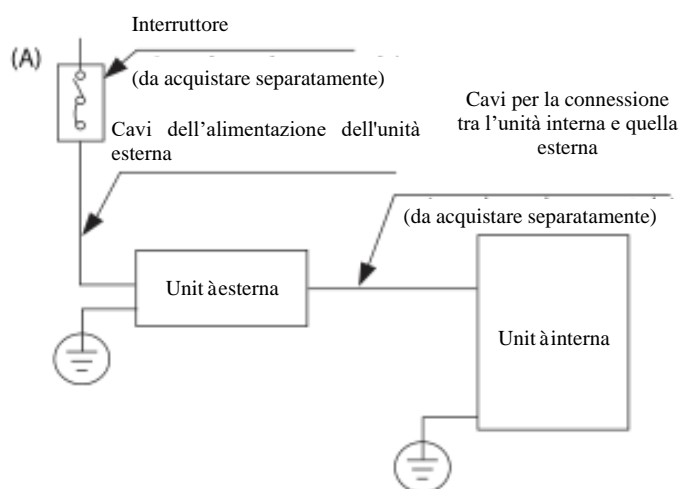 Interruttore
(A)
(da acquistare separatamente)
Cavi per la connessione
tra l'unità interna e quella
esterna
Cavi dell'alimentazione dell'unità
esterna
(da acquistare separatamente)
Unit àesterna
Unit àinterna